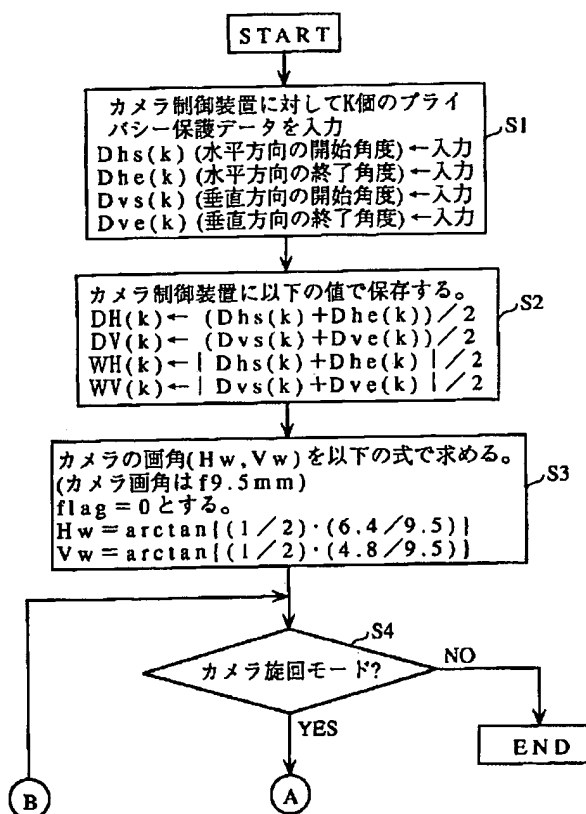 START
カメラ制御装置に対してK個のプライ
バシー保護データを入力
Dhs(k)(水平方向の開始角度)←入力
Dhe(k)(水平方向の終了角度)←入力
Dvs(k)(垂直方向の開始角度)←入力
Dve(k)(垂直方向の終了角度)←入力
S1
カメラ制御装置に以下の値で保存する。
DH(k)← (Dhs(k)+Dhe(k))/2
DV(k)← (Dvs(k)+Dve(k))/2
WH(k)←|Dhs(k)+Dhe(k)|/2
WV(k)←|Dvs(k)+Dve(k)|/2
S2
カメラの画角(Hw,Vw)を以下の式で求める。
(カメラ画角はf9.5mm)
flag=0とする。
Hw=arctan{(1/2)·(6.4/9.5)}
Vw=arctan{(1/2)·(4.8/9.5)}
S3
S4
カメラ旋回モード?
NO
YES
END
B
A